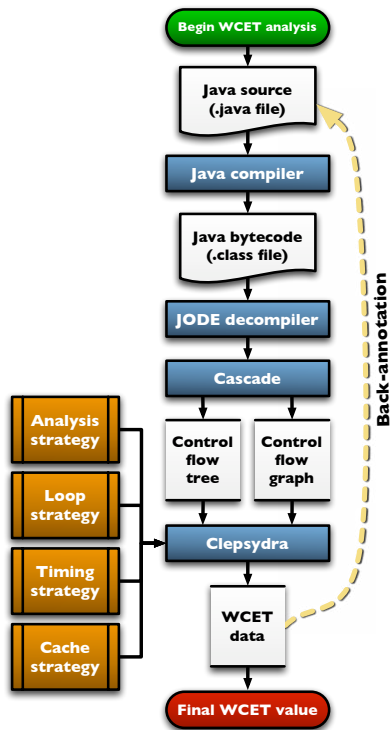 Begin WCET analysis
Java source
(.java file)
Java compiler
Java bytecode
(.class file)
JODE decompiler
Cascade
Control
flow
tree
Control
flow
graph
Analysis
strategy
Loop
strategy
Timing
strategy
Cache
strategy
Clepsydra
WCET
data
Final WCET value
Back-annotation